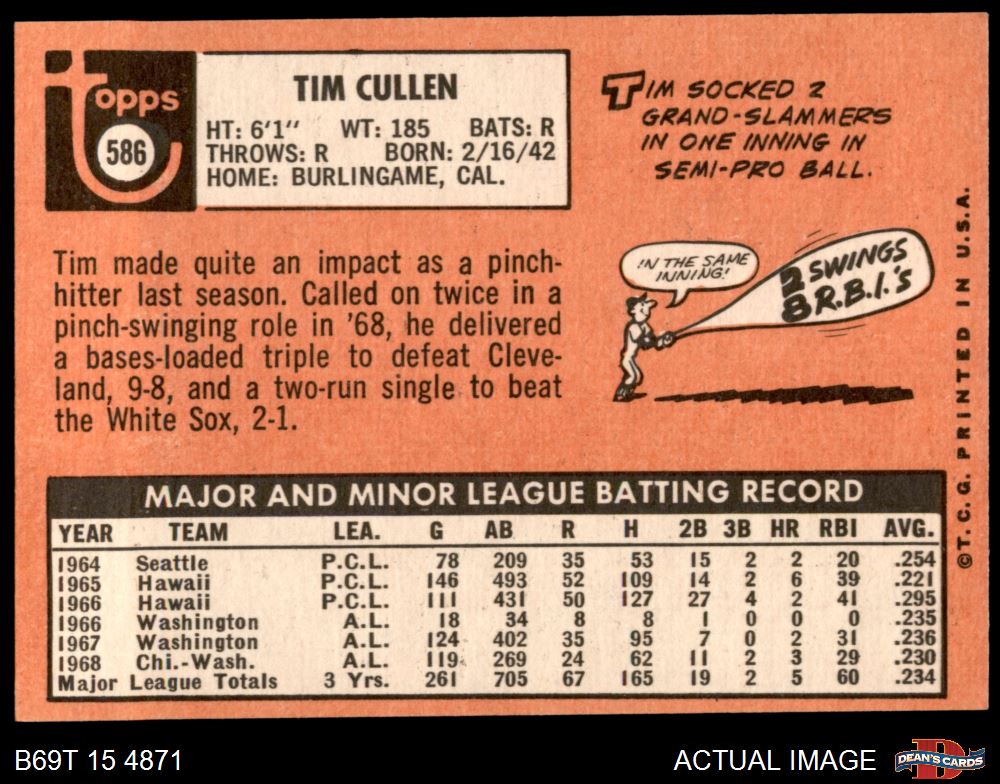 topps
586
TIM CULLEN
HT: 6'1" WT: 185 BATS: R
THROWS: R BORN: 2/16/42
HOME: BURLINGAME, CAL.
TIM SOCKED 2
GRAND-SLAMMERS
IN ONE INNING IN
SEMI-PRO BALL.
IN THE SAME
INNING!
2 SWINGS
8 R.B.I.'S
Tim made quite an impact as a pinch-
hitter last season. Called on twice in a
pinch-swinging role in '68, he delivered
a bases-loaded triple to defeat Cleve-
land, 9-8, and a two-run single to beat
the White Sox, 2-1.
©T. C. G. PRINTED IN U.S.A.
MAJOR AND MINOR LEAGUE BATTING RECORD
YEAR TEAM LEA. G AB R H 2B 3B HR RBI AVG.
1964 Seattle P.C.L. 78 209 35 53 15 2 2 20 .254
1965 Hawaii P.C.L. 146 493 52 109 14 2 6 39 .221
1966 Hawaii P.C.L. 111 431 50 127 27 4 2 41 .295
1966 Washington A.L. 18 34 8 8 1 0 0 0 .235
1967 Washington A.L. 124 402 35 95 7 0 2 31 .236
1968 Chi.-Wash. A.L. 119 269 24 62 11 2 3 29 .230
Major League Totals 3 Yrs. 261 705 67 165 19 2 5 60 .234
B69T 15 4871
ACTUAL IMAGE
DEAN'S CARDS